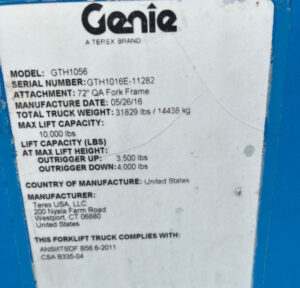 Genie
A TEREX BRAND
MODEL: GTH1056
SERIAL NUMBER: GTH1016E-11282
ATTACHMENT: 72" QA Fork Frame
MANUFACTURE DATE: 05/26/16
TOTAL TRUCK WEIGHT: 31829 lbs / 14438 kg
MAX LIFT CAPACITY:
10,000 lbs
LIFT CAPACITY (LBS)
AT MAX LIFT HEIGHT:
OUTRIGGER UP: 3,500 lbs
OUTRIGGER DOWN: 4,000 lbs
COUNTRY OF MANUFACTURE: United States
MANUFACTURER:
Terex USA, LLC
200 Nyala Farm Road
Westport, CT 06880
United States
THIS FORKLIFT TRUCK COMPLIES WITH:
ANSI/ITSDF B56.6-2011
CSA B335-04